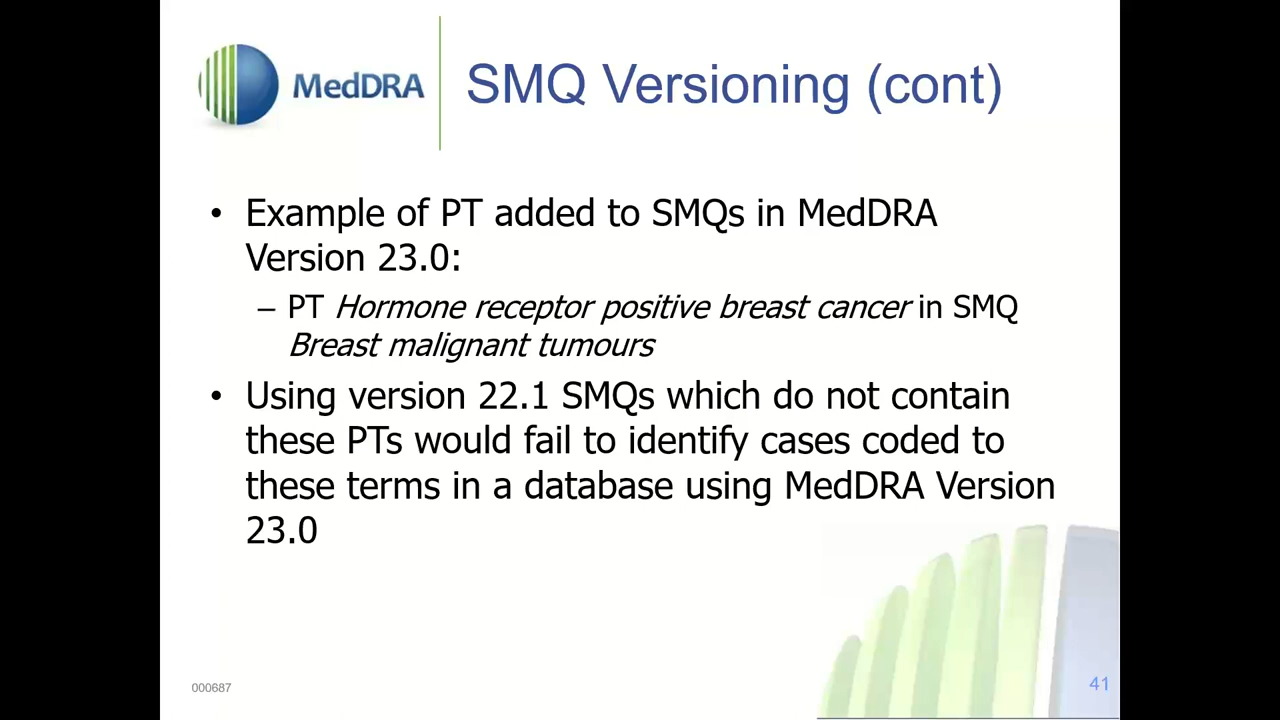 MedDRA
SMQ Versioning (cont)
• Example of PT added to SMQs in MedDRA
Version 23.0:
– PT Hormone receptor positive breast cancer in SMQ
Breast malignant tumours
• Using version 22.1 SMQs which do not contain
these PTs would fail to identify cases coded to
these terms in a database using MedDRA Version
23.0
000687
41